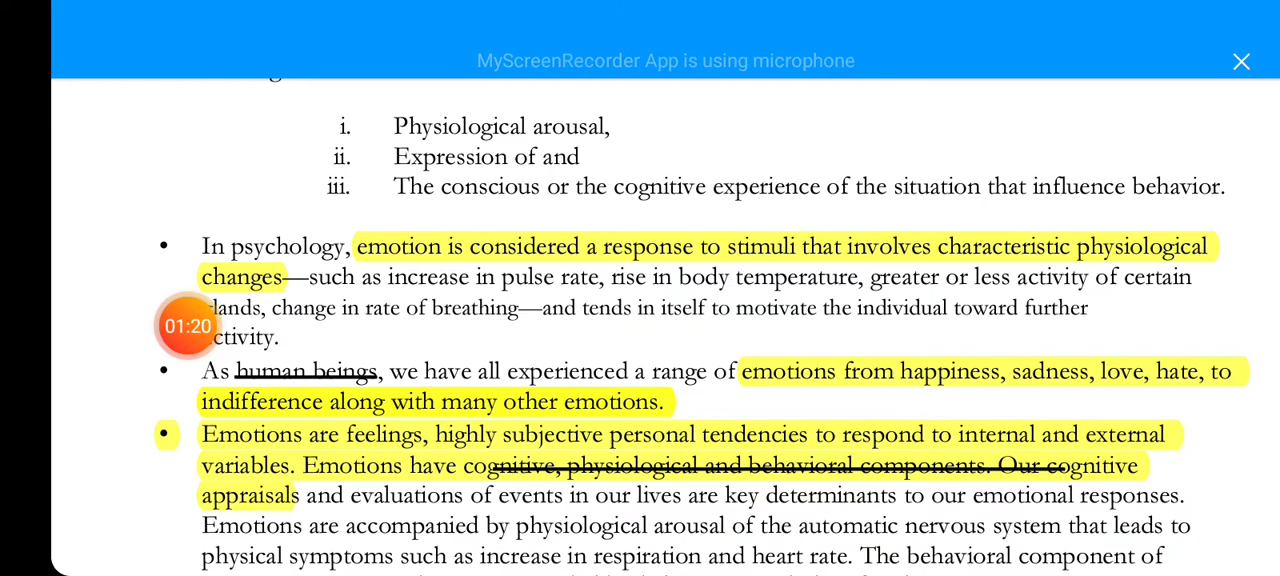 MyScreenRecorder App is using microphone
i. Physiological arousal,
ii. Expression of and
iii. The conscious or the cognitive experience of the situation that influence behavior.
• In psychology, emotion is considered a response to stimuli that involves characteristic physiological
changes—such as increase in pulse rate, rise in body temperature, greater or less activity of certain
lands, change in rate of breathing—and tends in itself to motivate the individual toward further
01:20
ctivity.
• As human beings, we have all experienced a range of emotions from happiness, sadness, love, hate, to
indifference along with many other emotions.
• Emotions are feelings, highly subjective personal tendencies to respond to internal and external
variables. Emotions have cognitive, physiological and behavioral components. Our cognitive
appraisals and evaluations of events in our lives are key determinants to our emotional responses.
Emotions are accompanied by physiological arousal of the automatic nervous system that leads to
physical symptoms such as increase in respiration and heart rate. The behavioral component of